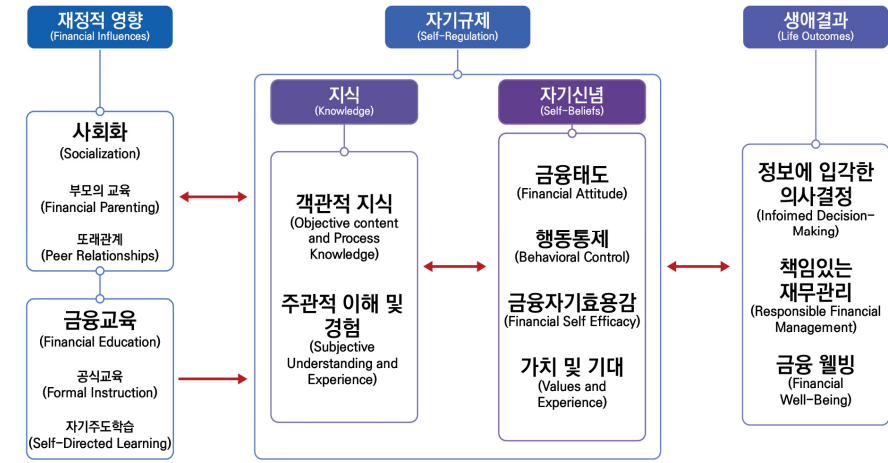 재정적 영향
(Financial Influences)
사회화
(Socialization)
부모의 교육
(Financial Parenting)
또래관계
(Peer Relationships)
금융교육
(Financial Education)
공식교육
(Formal Instruction)
자기주도학습
(Self-Directed Learning)
자기규제
(Self-Regulation)
지식
(Knowledge)
객관적 지식
(Objective content
and Process
Knowledge)
주관적 이해 및
경험
(Subjective
Understanding and
Experience)
자기신념
(Self-Beliefs)
금융태도
(Financial Attitude)
행동통제
(Behavioral Control)
금융자기효용감
(Financial Self Efficacy)
가치 및 기대
(Values and
Experience)
생애결과
(Life Outcomes)
정보에 입각한
의사결정
(Infoimed Decision-
Making)
책임있는
재무관리
(Responsible Financial
Management)
금융 웰빙
(Financial
Well-Being)